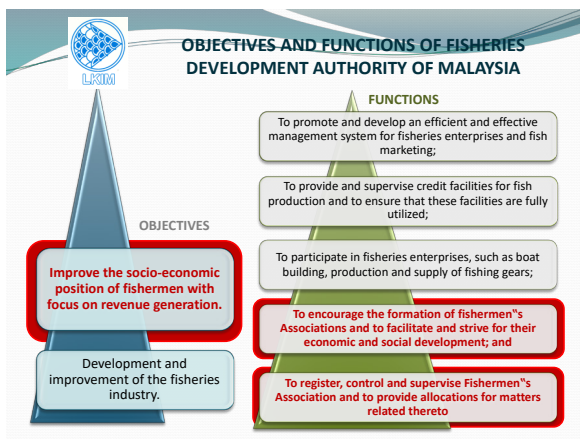 LKIM
OBJECTIVES AND FUNCTIONS OF FISHERIES
DEVELOPMENT AUTHORITY OF MALAYSIA
OBJECTIVES
Improve the socio-economic
position of fishermen with
focus on revenue generation.
Development and
improvement of the fisheries
industry.
FUNCTIONS
To promote and develop an efficient and effective
management system for fisheries enterprises and fish
marketing;
To provide and supervise credit facilities for fish
production and to ensure that these facilities are fully
utilized;
To participate in fisheries enterprises, such as boat
building, production and supply of fishing gears;
To encourage the formation of fishermen‟s
Associations and to facilitate and strive for their
economic and social development; and
To register, control and supervise Fishermen‟s
Association and to provide allocations for matters
related thereto